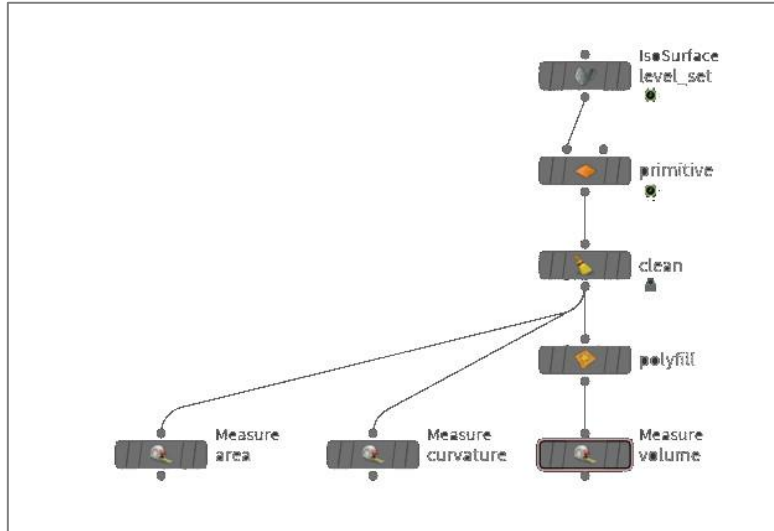 IsoSurface
level_set
primitive
clean
polyfill
Measure
area
Measure
curvature
Measure
volume